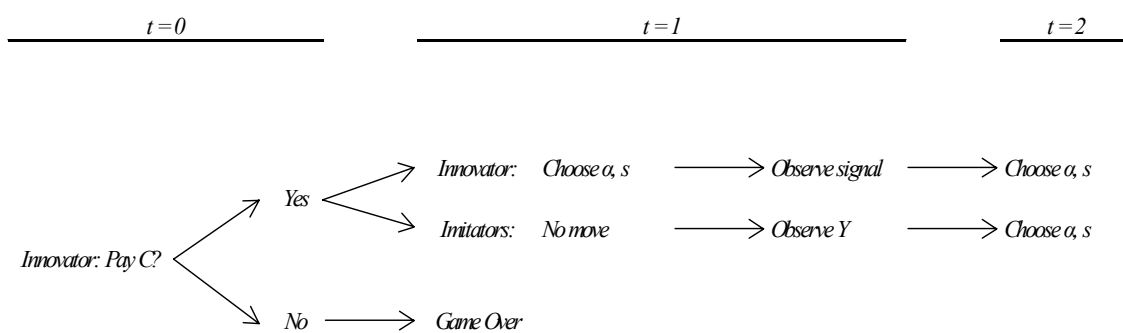 t=0 t=1 t=2
Innovator: Choose α, s Observe signal Choose α, s
Yes
Imitators: No move Observe Y Choose α, s
Innovator: Pay C?
No Game Over